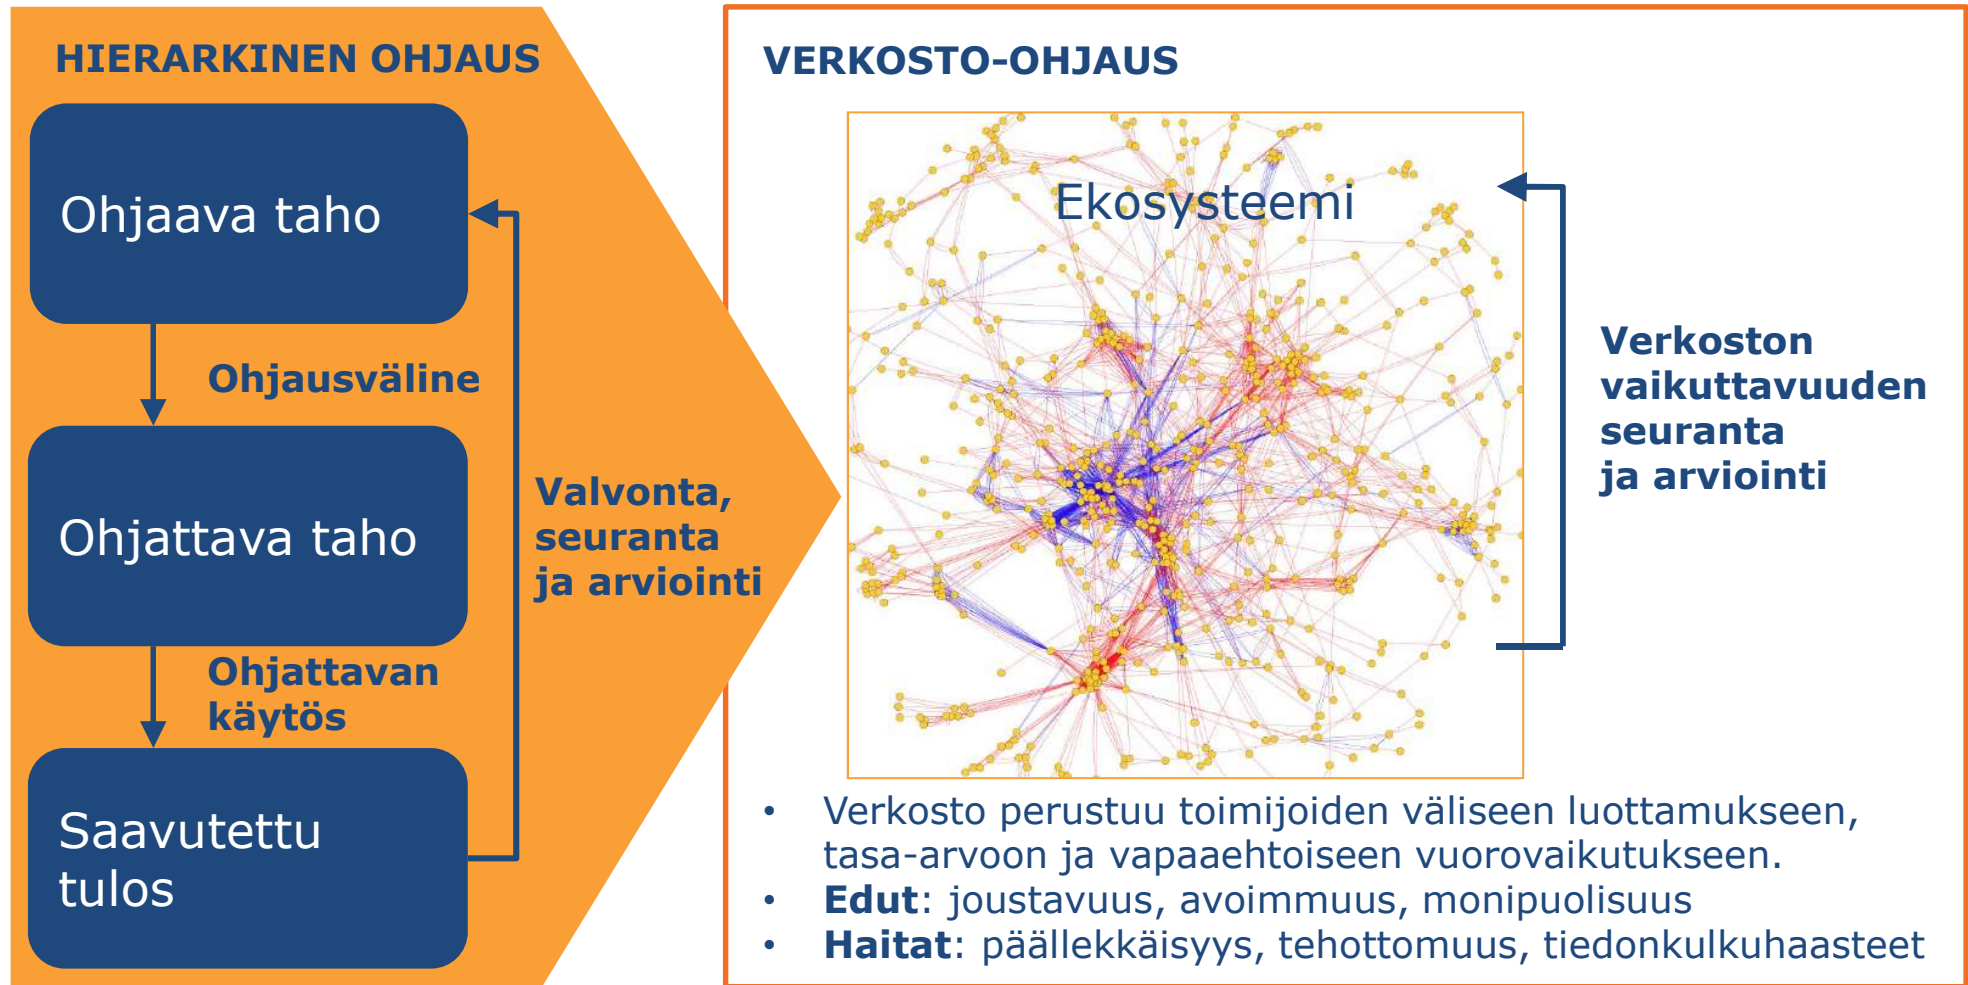 HIERARKINEN OHJAUS
Ohjaava taho
Ohjausväline
Ohjattava taho
Valvonta,
seuranta
ja arviointi
Ohjattavan
käytös
Saavutettu
tulos
VERKOSTO-OHJAUS
Ekosysteemi
Verkoston
vaikuttavuuden
seuranta
ja arviointi
• Verkosto perustuu toimijoiden väliseen luottamukseen,
tasa-arvoon ja vapaaehtoiseen vuorovaikutukseen.
• Edut: joustavuus, avoimmuus, monipuolisuus
• Haitat: päällekkäisyys, tehottomuus, tiedonkulkuhaasteet